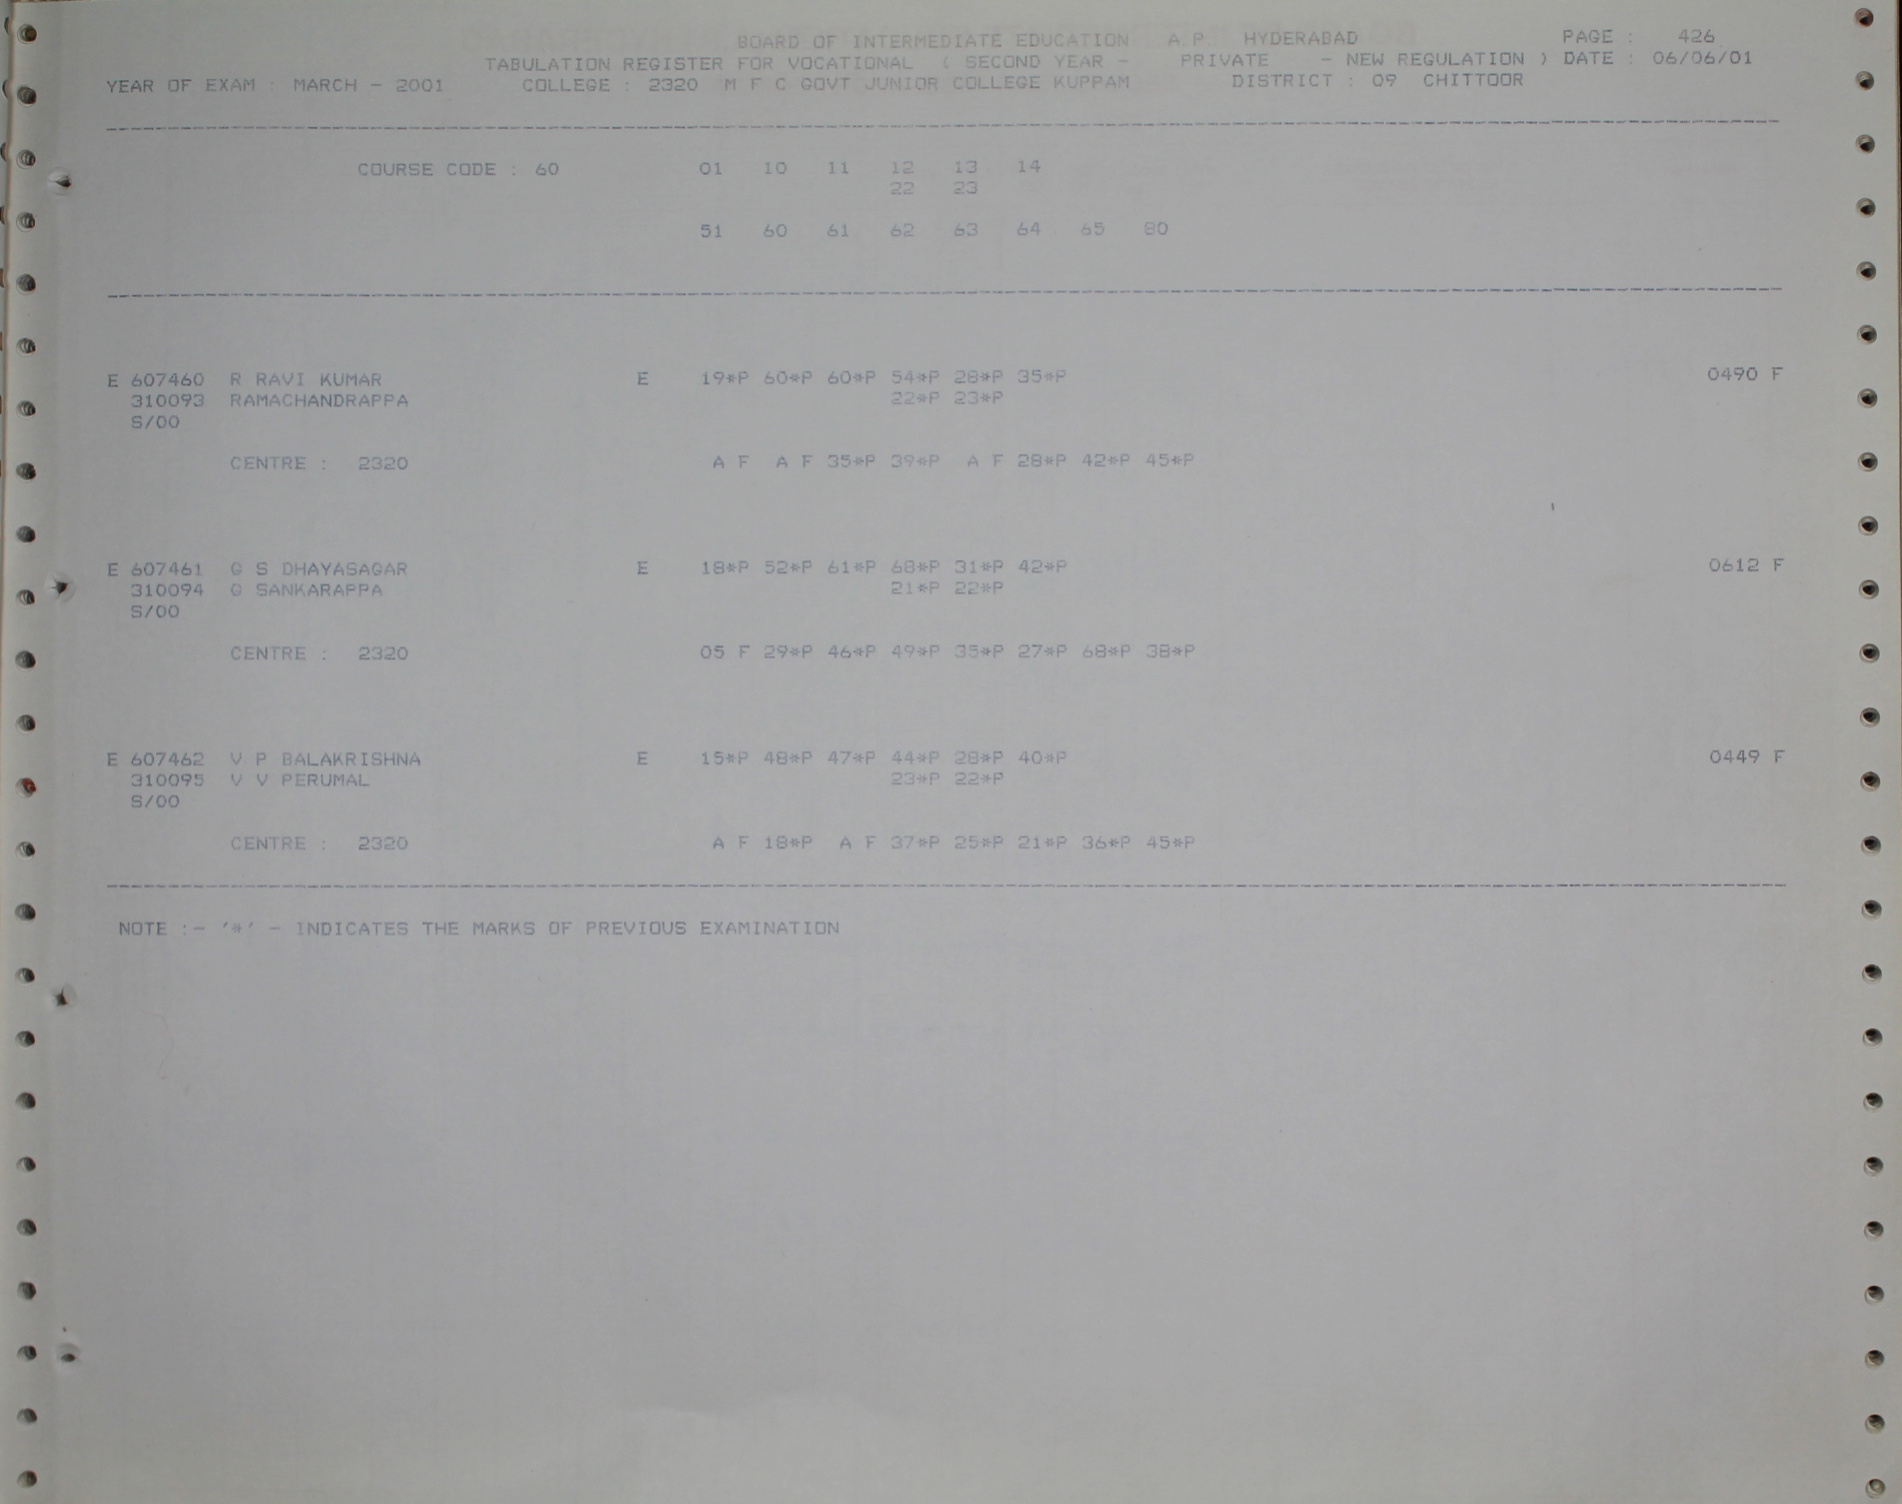 BOARD OF INTERMEDIATE EDUCATION A.P. HYDERABAD PAGE : 426
TABULATION REGISTER FOR VOCATIONAL ( SECOND YEAR - PRIVATE - NEW REGULATION ) DATE : 06/06/01
YEAR OF EXAM : MARCH - 2001 COLLEGE : 2320 M F C GOVT JUNIOR COLLEGE KUPPAM DISTRICT : 09 CHITTOOR
COURSE CODE : 60 01 10 11 12 13 14
22 23
51 60 61 62 63 64 65 80
E 607460 R RAVI KUMAR E 19*P 60*P 60*P 54*P 28*P 35*P 0490 F
310093 RAMACHANDRAPPA 22*P 23*P
S/00
CENTRE : 2320 A F A F 35*P 39*P A F 28*P 42*P 45*P
E 607461 G S DHAYASAGAR E 18*P 52*P 61*P 68*P 31*P 42*P 0612 F
310094 G SANKARAPPA 21*P 22*P
S/00
CENTRE : 2320 05 F 29*P 46*P 49*P 35*P 27*P 68*P 38*P
E 607462 V P BALAKRISHNA E 15*P 48*P 47*P 44*P 28*P 40*P 0449 F
310095 V V PERUMAL 23*P 22*P
S/00
CENTRE : 2320 A F 18*P A F 37*P 25*P 21*P 36*P 45*P
NOTE :- '*' - INDICATES THE MARKS OF PREVIOUS EXAMINATION